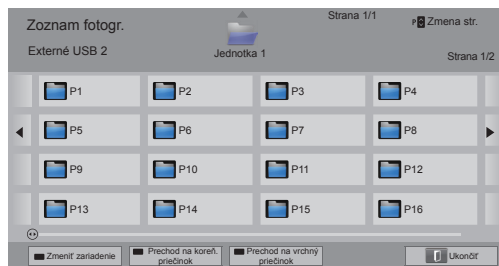 Zoznam fotogr.
Strana 1/1
P Zmena str.
Externé USB 2
Jednotka 1
Strana 1/2
P1 P2 P3 P4
P5 P6 P7 P8
P9 P10 P11 P12
P13 P14 P15 P16
Zmeniť zariadenie
Prechod na koreň.
priečinok
Prechod na vrchný
priečinok
Ukončiť